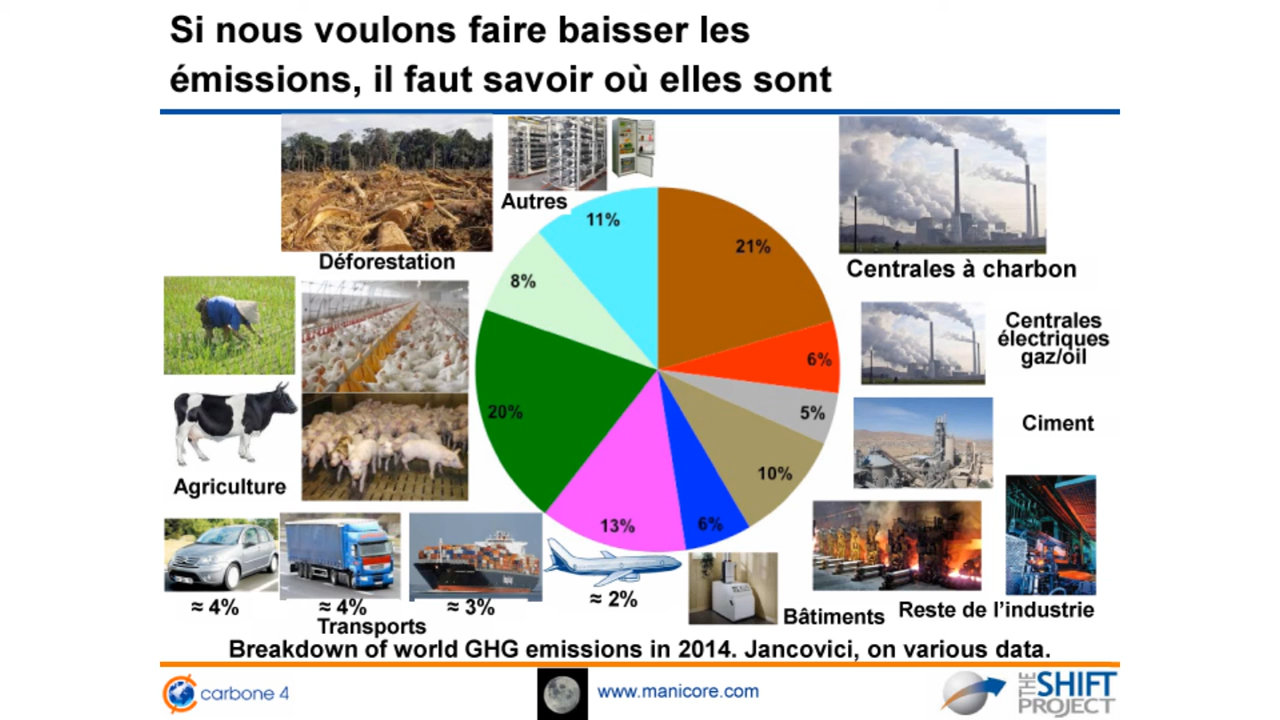 Si nous voulons faire baisser les
émissions, il faut savoir où elles sont
Autres
11%
21%
Déforestation
Centrales à charbon
8%
Centrales
électriques
gaz/oil
6%
20%
5%
Ciment
10%
Agriculture
13%
6%
≈ 4%
≈ 4%
≈ 3%
≈ 2%
Transports
Bâtiments
Reste de l’industrie
Breakdown of world GHG emissions in 2014. Jancovici, on various data.
carbone 4
www.manicore.com
THE SHIFT
PROJECT